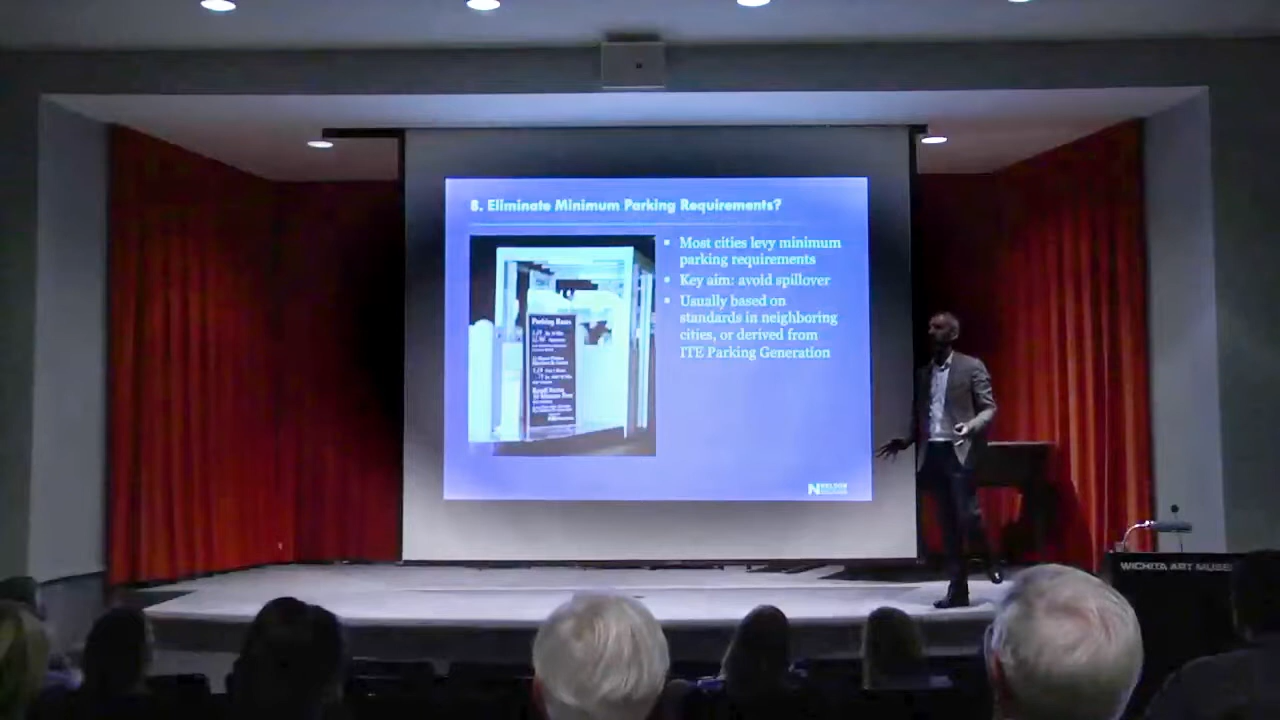 8. Eliminate Minimum Parking Requirements?
▪ Most cities levy minimum
parking requirements
▪ Key aim: avoid spillover
▪ Usually based on
standards in neighboring
cities, or derived from
ITE Parking Generation
Parking Rates
NELSON
WICHITA ART MUSE